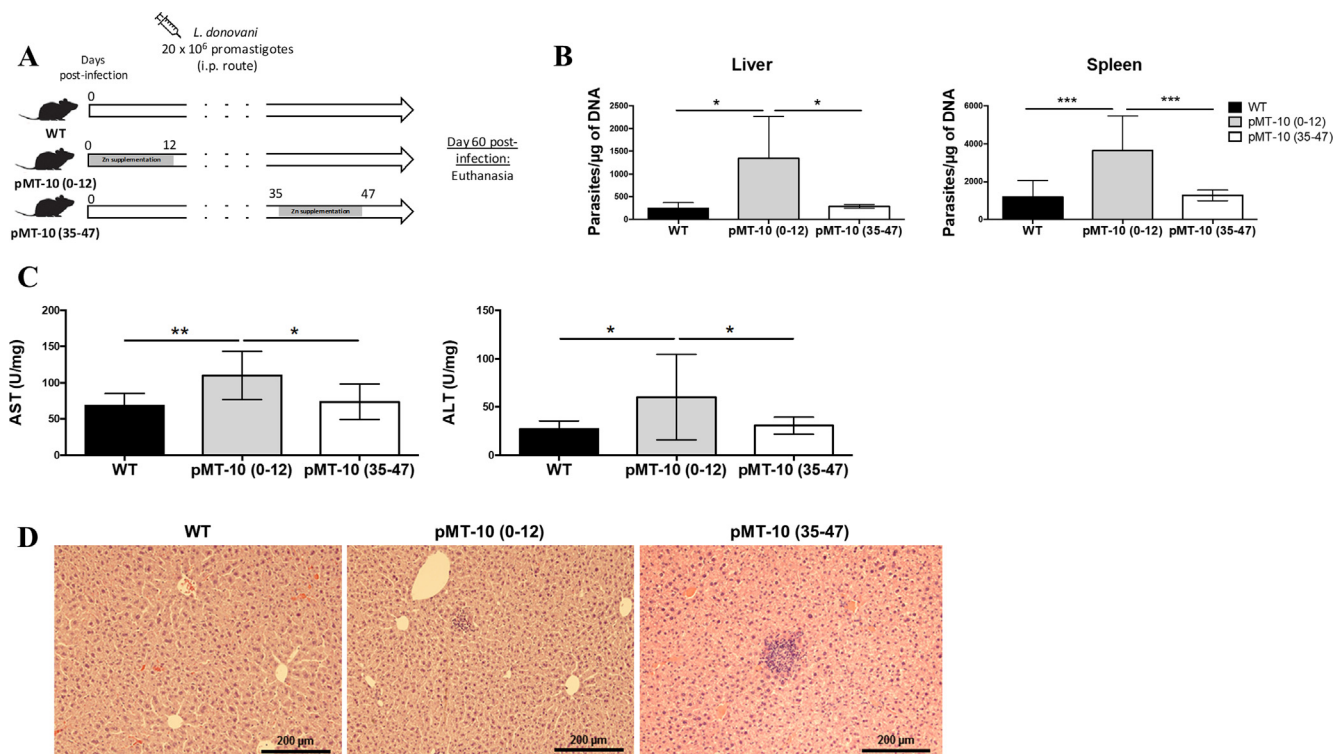 A
L. donovani
20 x 10⁶ promastigotes
(i.p. route)
Days
post-infection
0
WT
0
12
Zn supplementation
pMT-10 (0-12)
0
35
47
Zn supplementation
pMT-10 (35-47)
Day 60 post-
infection:
Euthanasia
B
Liver
Parasites/μg of DNA
2500
2000
1500
1000
500
0
*
*
WT
pMT-10 (0-12)
pMT-10 (35-47)
Spleen
Parasites/μg of DNA
6000
4000
2000
0
***
***
WT
pMT-10 (0-12)
pMT-10 (35-47)
WT
pMT-10 (0-12)
pMT-10 (35-47)
C
AST (U/mg)
200
150
100
50
0
**
*
WT
pMT-10 (0-12)
pMT-10 (35-47)
ALT (U/mg)
150
100
50
0
*
*
WT
pMT-10 (0-12)
pMT-10 (35-47)
D
WT
pMT-10 (0-12)
pMT-10 (35-47)
200 μm
200 μm
200 μm